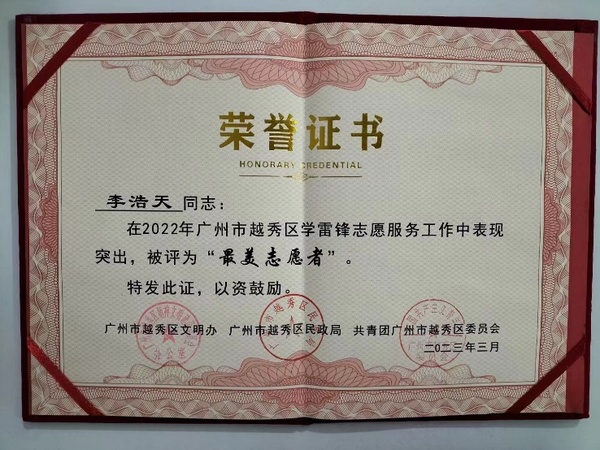 荣誉证书
HONORARY CREDENTIAL
李浩天 同志：
在2022年广州市越秀区学雷锋志愿服务工作中表现
突出，被评为“最美志愿者”。
特发此证，以资鼓励。
广州市越秀区文明办 广州市越秀区民政局 共青团广州市越秀区委员会
二〇二三年三月